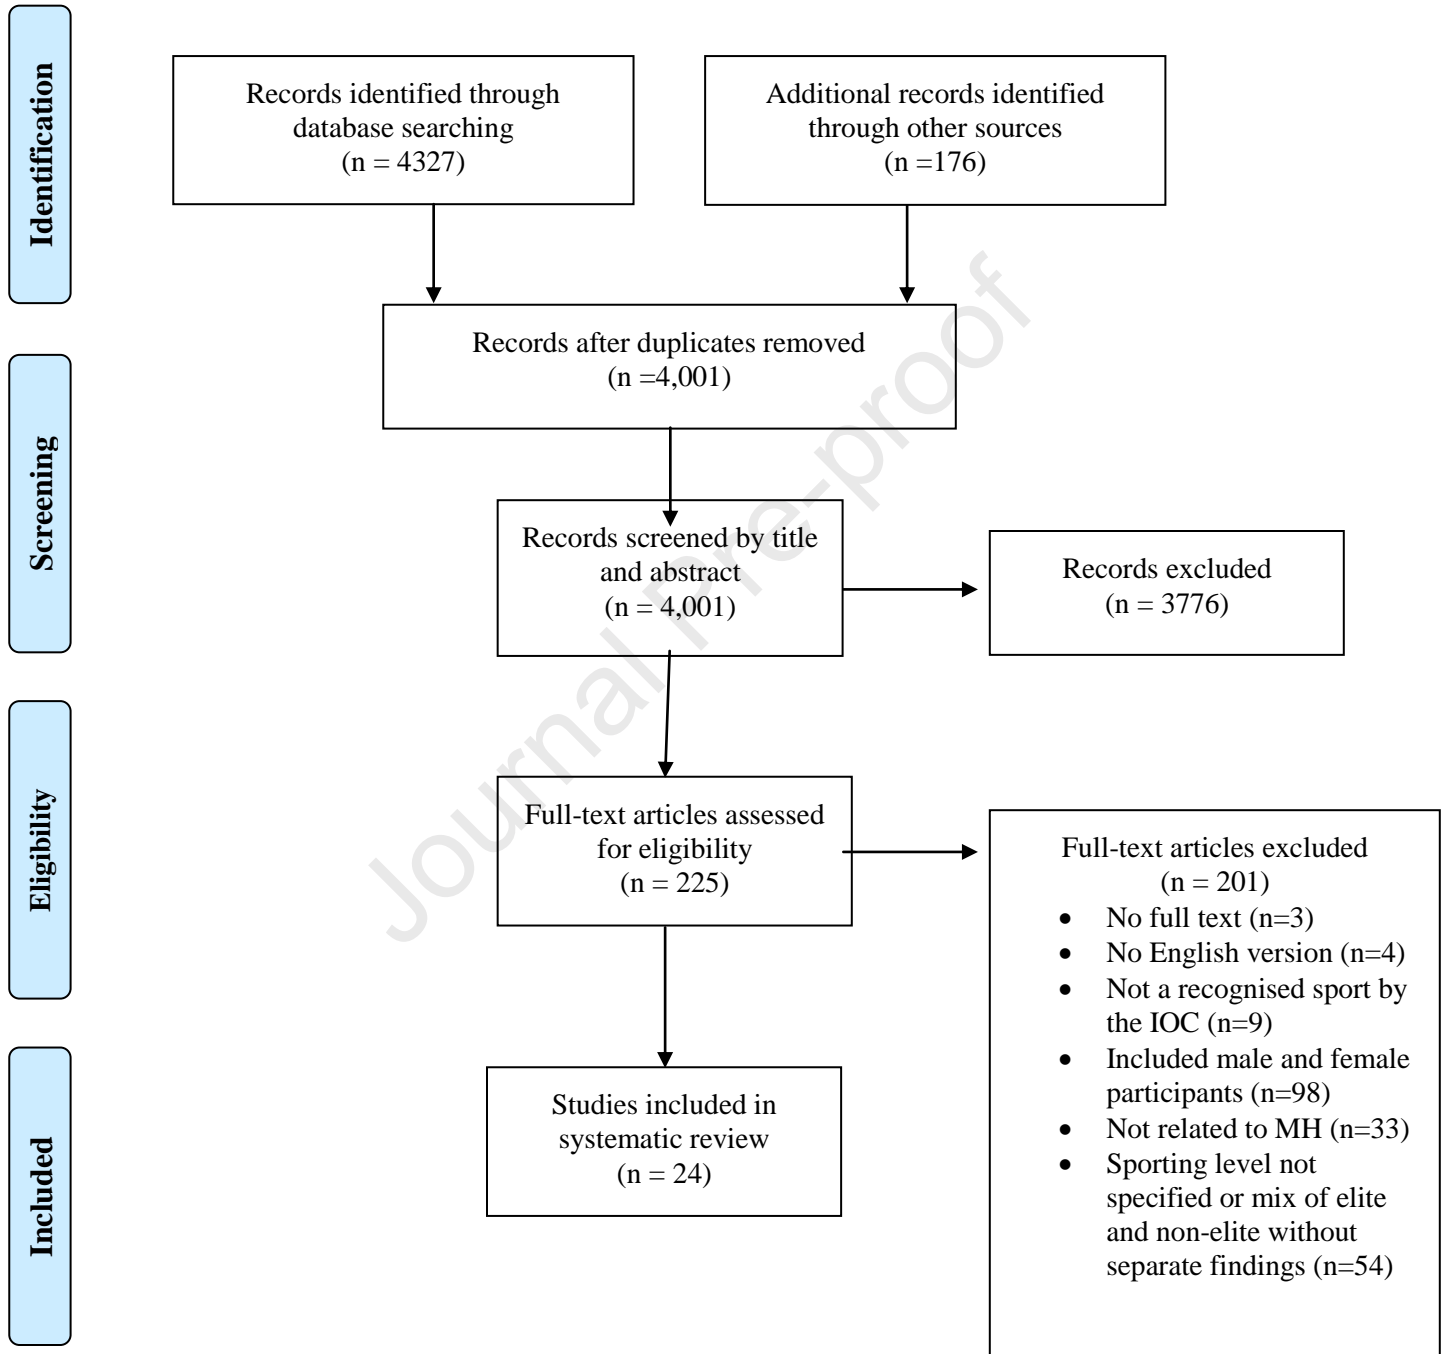 Identification
Records identified through
database searching
(n = 4327)
Additional records identified
through other sources
(n =176)
Records after duplicates removed
(n =4,001)
Screening
Records screened by title
and abstract
(n = 4,001)
Records excluded
(n = 3776)
Eligibility
Full-text articles assessed
for eligibility
(n = 225)
Full-text articles excluded
(n = 201)
• No full text (n=3)
• No English version (n=4)
• Not a recognised sport by
the IOC (n=9)
• Included male and female
participants (n=98)
• Not related to MH (n=33)
• Sporting level not
specified or mix of elite
and non-elite without
separate findings (n=54)
Included
Studies included in
systematic review
(n = 24)
Journal Pre-proof